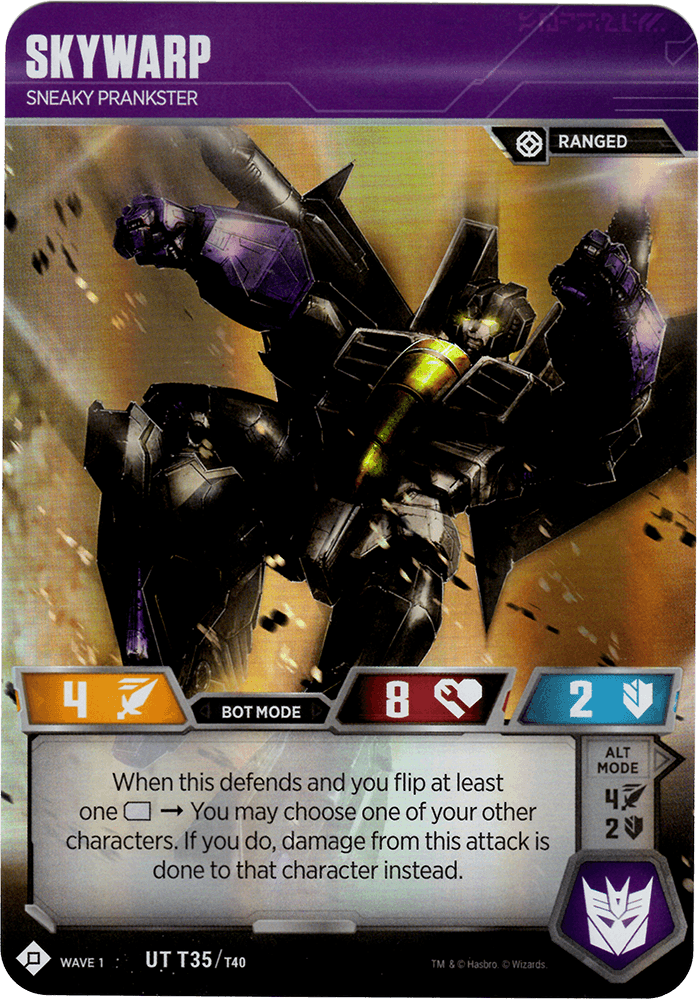 SKYWARP
SNEAKY PRANKSTER
RANGED
4
BOT MODE
8
2
When this defends and you flip at least
one → You may choose one of your other
characters. If you do, damage from this attack is
done to that character instead.
ALT
MODE
4
2
WAVE 1 : UT T35/T40
TM & © Hasbro. © Wizards.